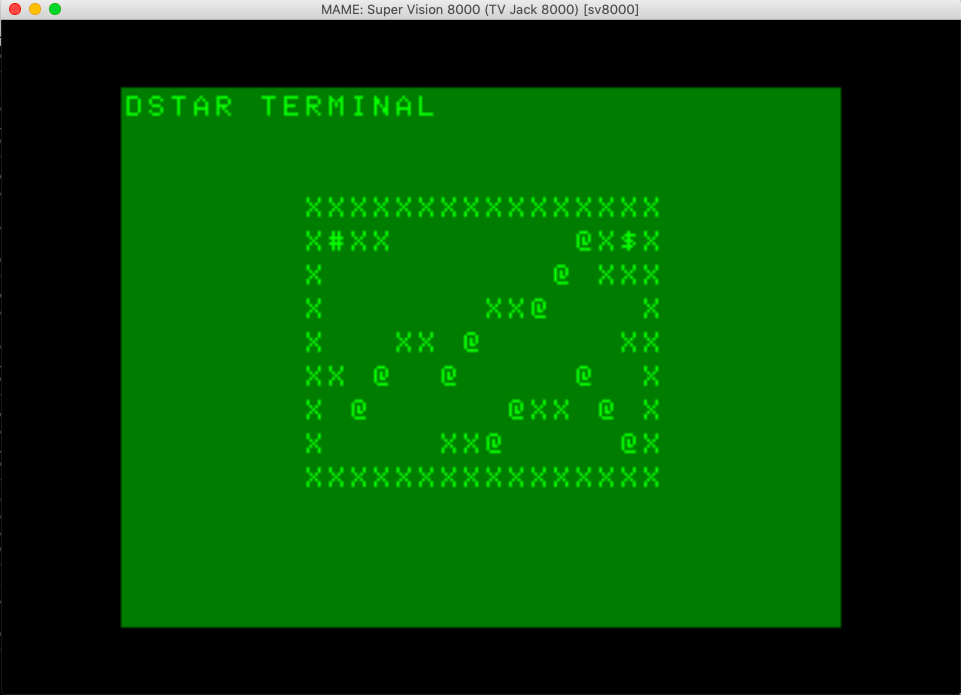 MAME: Super Vision 8000 (TV Jack 8000) [sv8000]
DSTAR TERMINAL
XXXXXXXXXXXXXXXX
X#XX        @X$X
X          @ XXX
X       XX@    X
X   XX @      XX
XX @  @     @  X
X @      @XX @ X
X     XX@     @X
XXXXXXXXXXXXXXXX